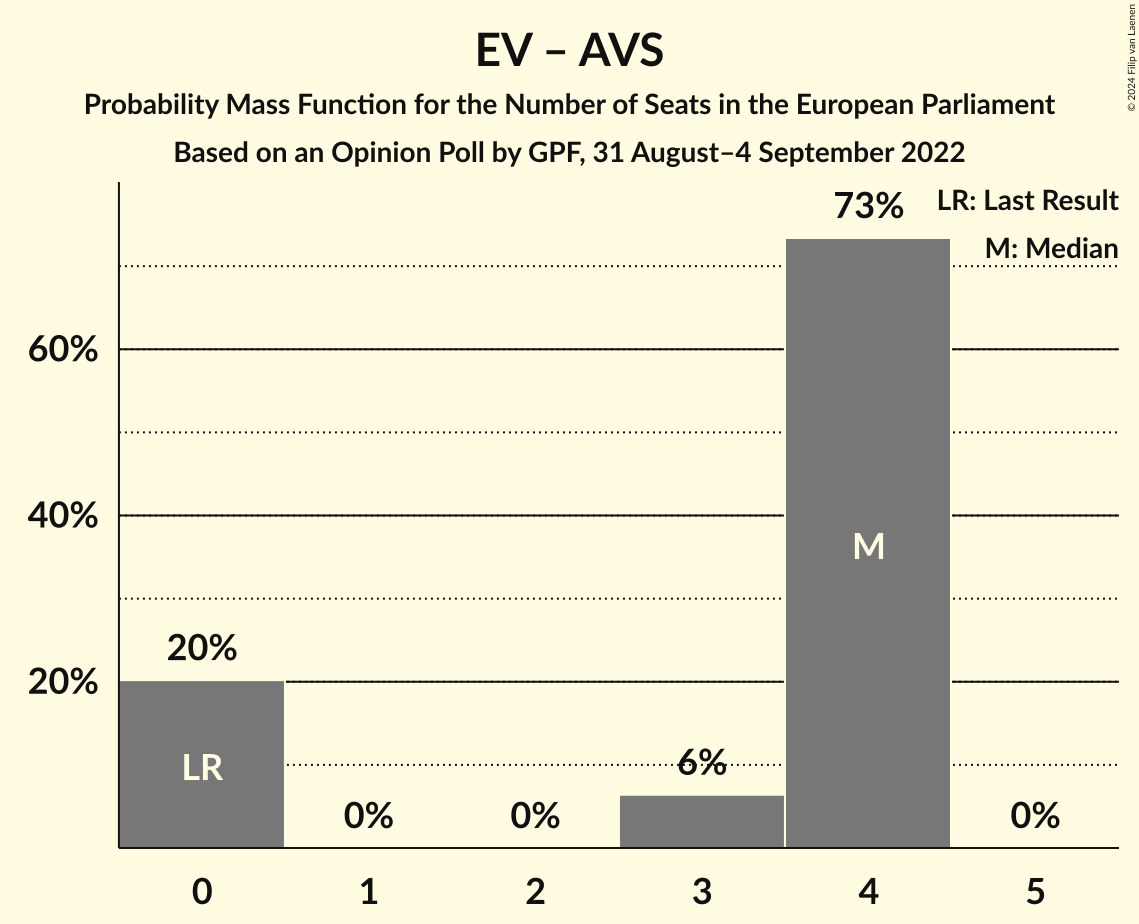 EV – AVS
Probability Mass Function for the Number of Seats in the European Parliament
Based on an Opinion Poll by GPF, 31 August–4 September 2022
© 2024 Filip van Laenen
LR: Last Result
M: Median
73%
60%
40%
M
20%
20%
LR
6%
0%
0%
0%
0 1 2 3 4 5